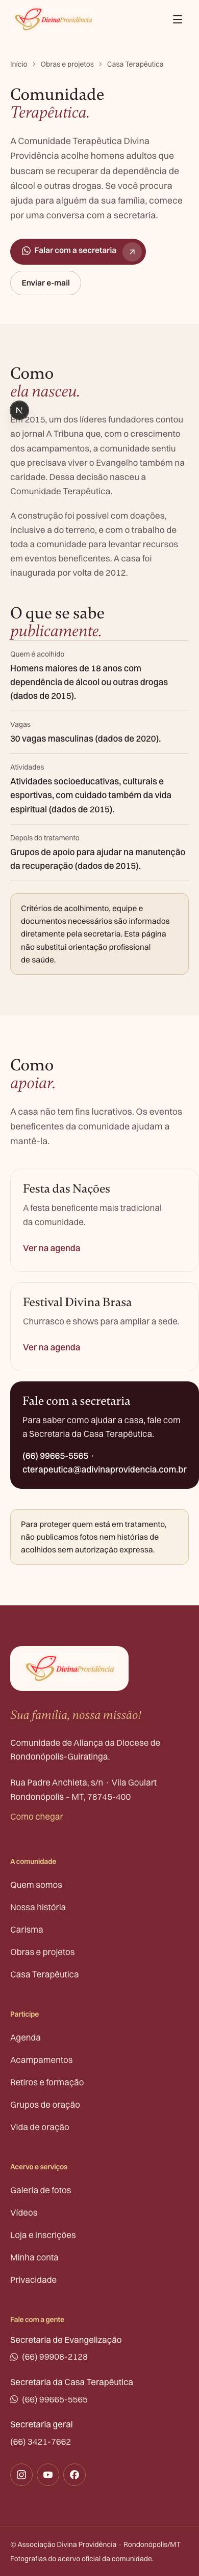 DivinaProvidência
Início > Obras e projetos > Casa Terapêutica
Comunidade
Terapêutica.
A Comunidade Terapêutica Divina
Providência acolhe homens adultos que
buscam se recuperar da dependência de
álcool e outras drogas. Se você procura
ajuda para alguém da sua família, comece
por uma conversa com a secretaria.
Falar com a secretaria
Enviar e-mail
Como
ela nasceu.
N
Em 2015, um dos líderes fundadores contou
ao jornal A Tribuna que, com o crescimento
dos acampamentos, a comunidade sentiu
que precisava viver o Evangelho também na
caridade. Dessa decisão nasceu a
Comunidade Terapêutica.
A construção foi possível com doações,
inclusive a do terreno, e com o trabalho de
toda a comunidade para levantar recursos
em eventos beneficentes. A casa foi
inaugurada por volta de 2012.
O que se sabe
publicamente.
Quem é acolhido
Homens maiores de 18 anos com
dependência de álcool ou outras drogas
(dados de 2015).
Vagas
30 vagas masculinas (dados de 2020).
Atividades
Atividades socioeducativas, culturais e
esportivas, com cuidado também da vida
espiritual (dados de 2015).
Depois do tratamento
Grupos de apoio para ajudar na manutenção
da recuperação (dados de 2015).
Critérios de acolhimento, equipe e
documentos necessários são informados
diretamente pela secretaria. Esta página
não substitui orientação profissional
de saúde.
Como
apoiar.
A casa não tem fins lucrativos. Os eventos
beneficentes da comunidade ajudam a
mantê-la.
Festa das Nações
A festa beneficente mais tradicional
da comunidade.
Ver na agenda
Festival Divina Brasa
Churrasco e shows para ampliar a sede.
Ver na agenda
Fale com a secretaria
Para saber como ajudar a casa, fale com
a Secretaria da Casa Terapêutica.
(66) 99665-5565 ·
cterapeutica@adivinaprovidencia.com.br
Para proteger quem está em tratamento,
não publicamos fotos nem histórias de
acolhidos sem autorização expressa.
DivinaProvidência
Sua família, nossa missão!
Comunidade de Aliança da Diocese de
Rondonópolis-Guiratinga.
Rua Padre Anchieta, s/n · Vila Goulart
Rondonópolis – MT, 78745-400
Como chegar
A comunidade
Quem somos
Nossa história
Carisma
Obras e projetos
Casa Terapêutica
Participe
Agenda
Acampamentos
Retiros e formação
Grupos de oração
Vida de oração
Acervo e serviços
Galeria de fotos
Vídeos
Loja e inscrições
Minha conta
Privacidade
Fale com a gente
Secretaria de Evangelização
(66) 99908-2128
Secretaria da Casa Terapêutica
(66) 99665-5565
Secretaria geral
(66) 3421-7662
© Associação Divina Providência · Rondonópolis/MT
Fotografias do acervo oficial da comunidade.